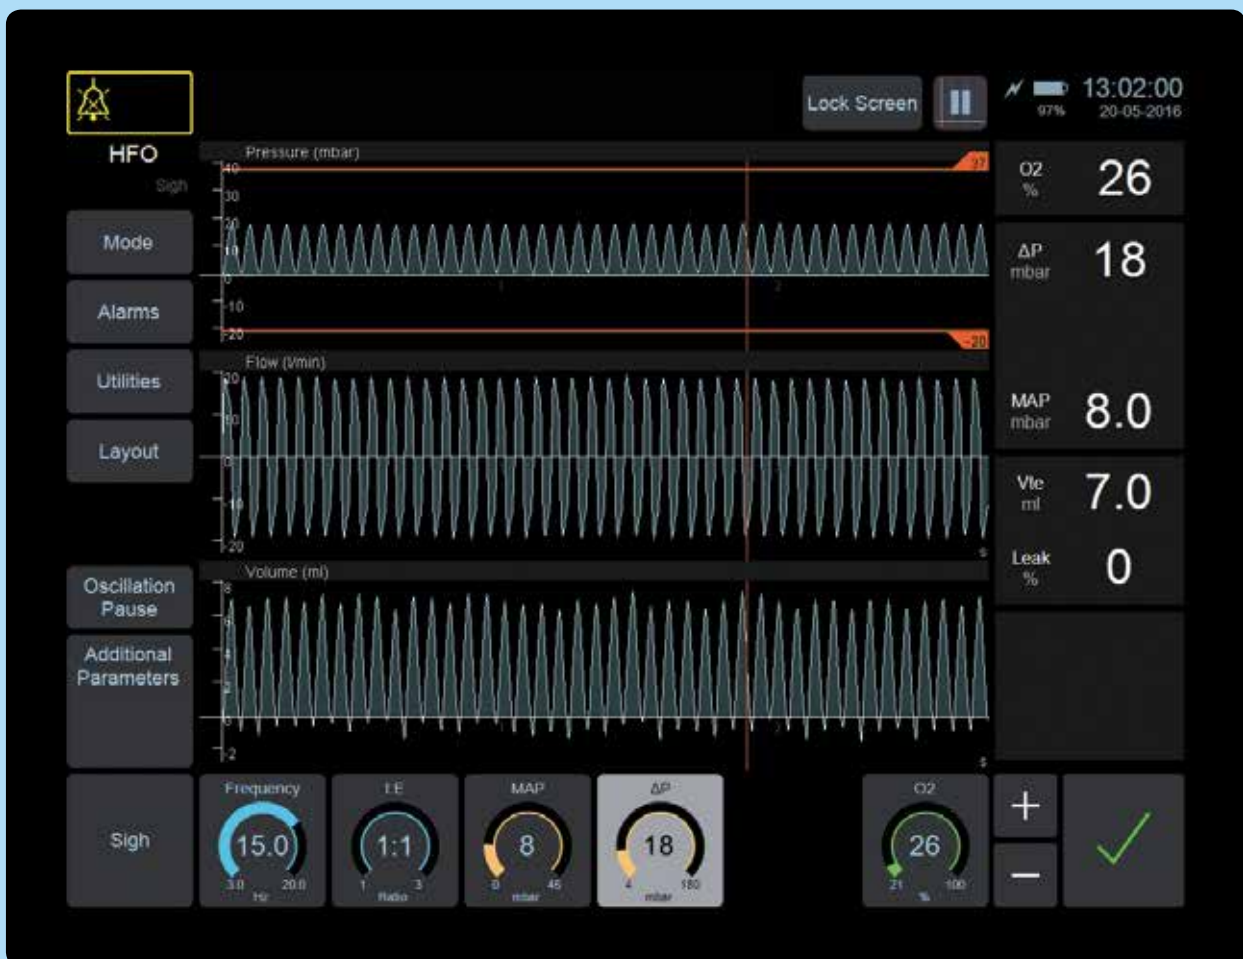 Lock Screen
97%
13:02:00
20-05-2016
HFO
Sigh
Mode
Alarms
Utilities
Layout
Oscillation
Pause
Additional
Parameters
Sigh
Pressure (mbar)
40
37
30
20
10
0
1
2
-10
-20
-20
Flow (l/min)
20
10
0
-10
-20
s
Volume (ml)
8
6
4
2
0
2
-2
s
O2
%
26
ΔP
mbar
18
MAP
mbar
8.0
Vte
ml
7.0
Leak
%
0
Frequency
15.0
3.0 20.0
Hz
I:E
1:1
1 3
Ratio
MAP
8
0 45
mbar
ΔP
18
4 180
mbar
O2
26
21 100
%
+
−